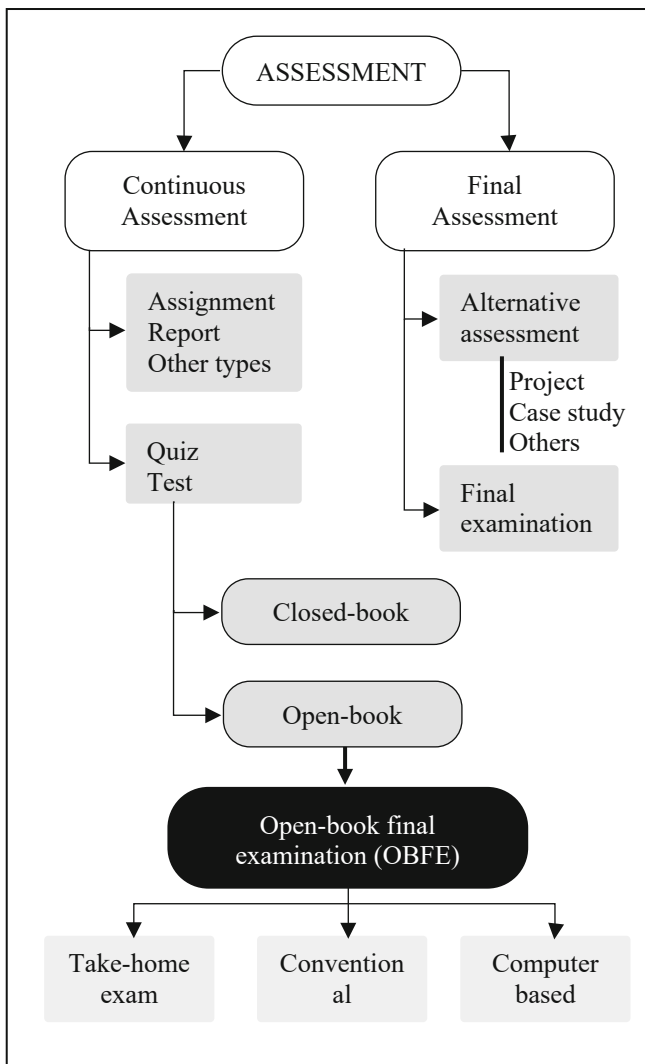 ASSESSMENT
Continuous
Assessment
Final
Assessment
Assignment
Report
Other types
Alternative
assessment
Project
Case study
Others
Quiz
Test
Final
examination
Closed-book
Open-book
Open-book final
examination (OBFE)
Take-home
exam
Convention
al
Computer
based